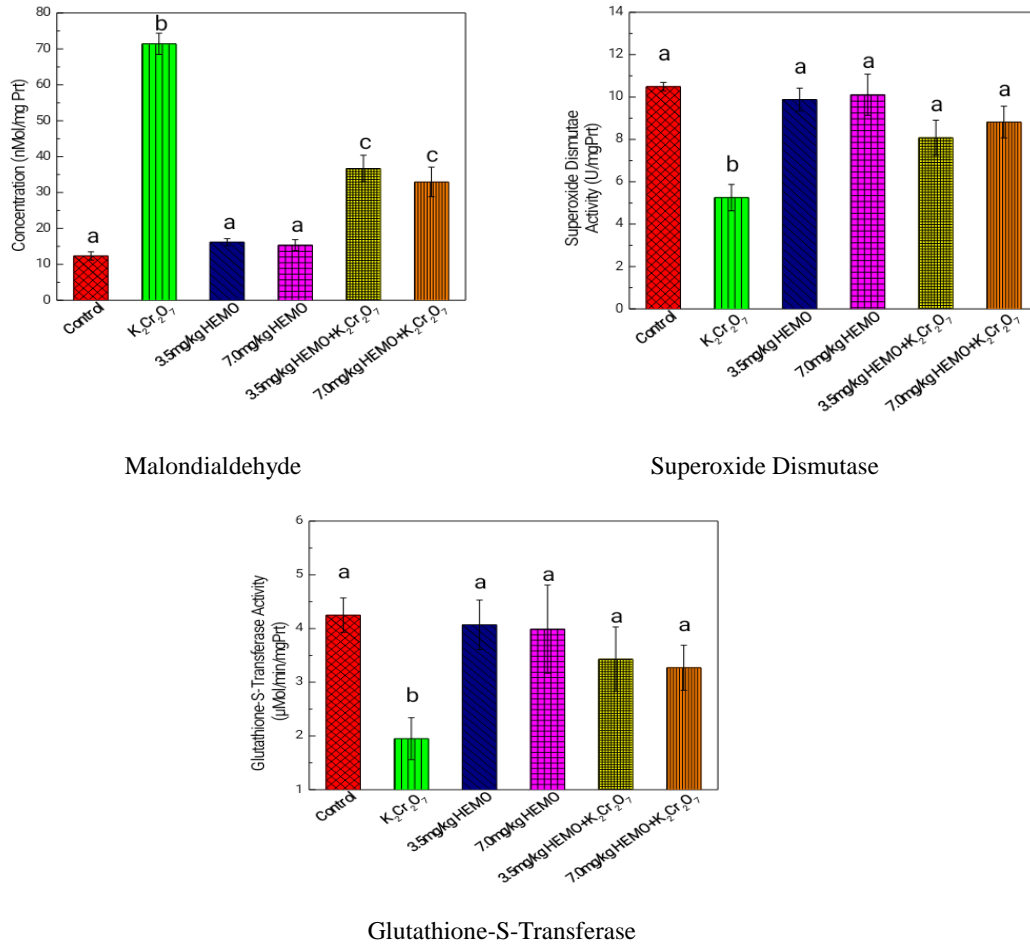 80
70
60
50
40
30
20
10
0
Concentration (nMol/mg Prt)
a
b
a
a
c
c
Control
K₂Cr₂O₇
3.5mg/kg HEMO
7.0mg/kg HEMO
3.5mg/kg HEMO+K₂Cr₂O₇
7.0mg/kg HEMO+K₂Cr₂O₇
Malondialdehyde
14
12
10
8
6
4
2
0
Superoxide Dismutae
Activity (U/mgPrt)
a
b
a
a
a
a
Control
K₂Cr₂O₇
3.5mg/kg HEMO
7.0mg/kg HEMO
3.5mg/kg HEMO+K₂Cr₂O₇
7.0mg/kg HEMO+K₂Cr₂O₇
Superoxide Dismutase
6
5
4
3
2
1
Glutathione-S-Transferase Activity
(µMol/min/mgPrt)
a
b
a
a
a
a
Control
K₂Cr₂O₇
3.5mg/kg HEMO
7.0mg/kg HEMO
3.5mg/kg HEMO+K₂Cr₂O₇
7.0mg/kg HEMO+K₂Cr₂O₇
Glutathione-S-Transferase